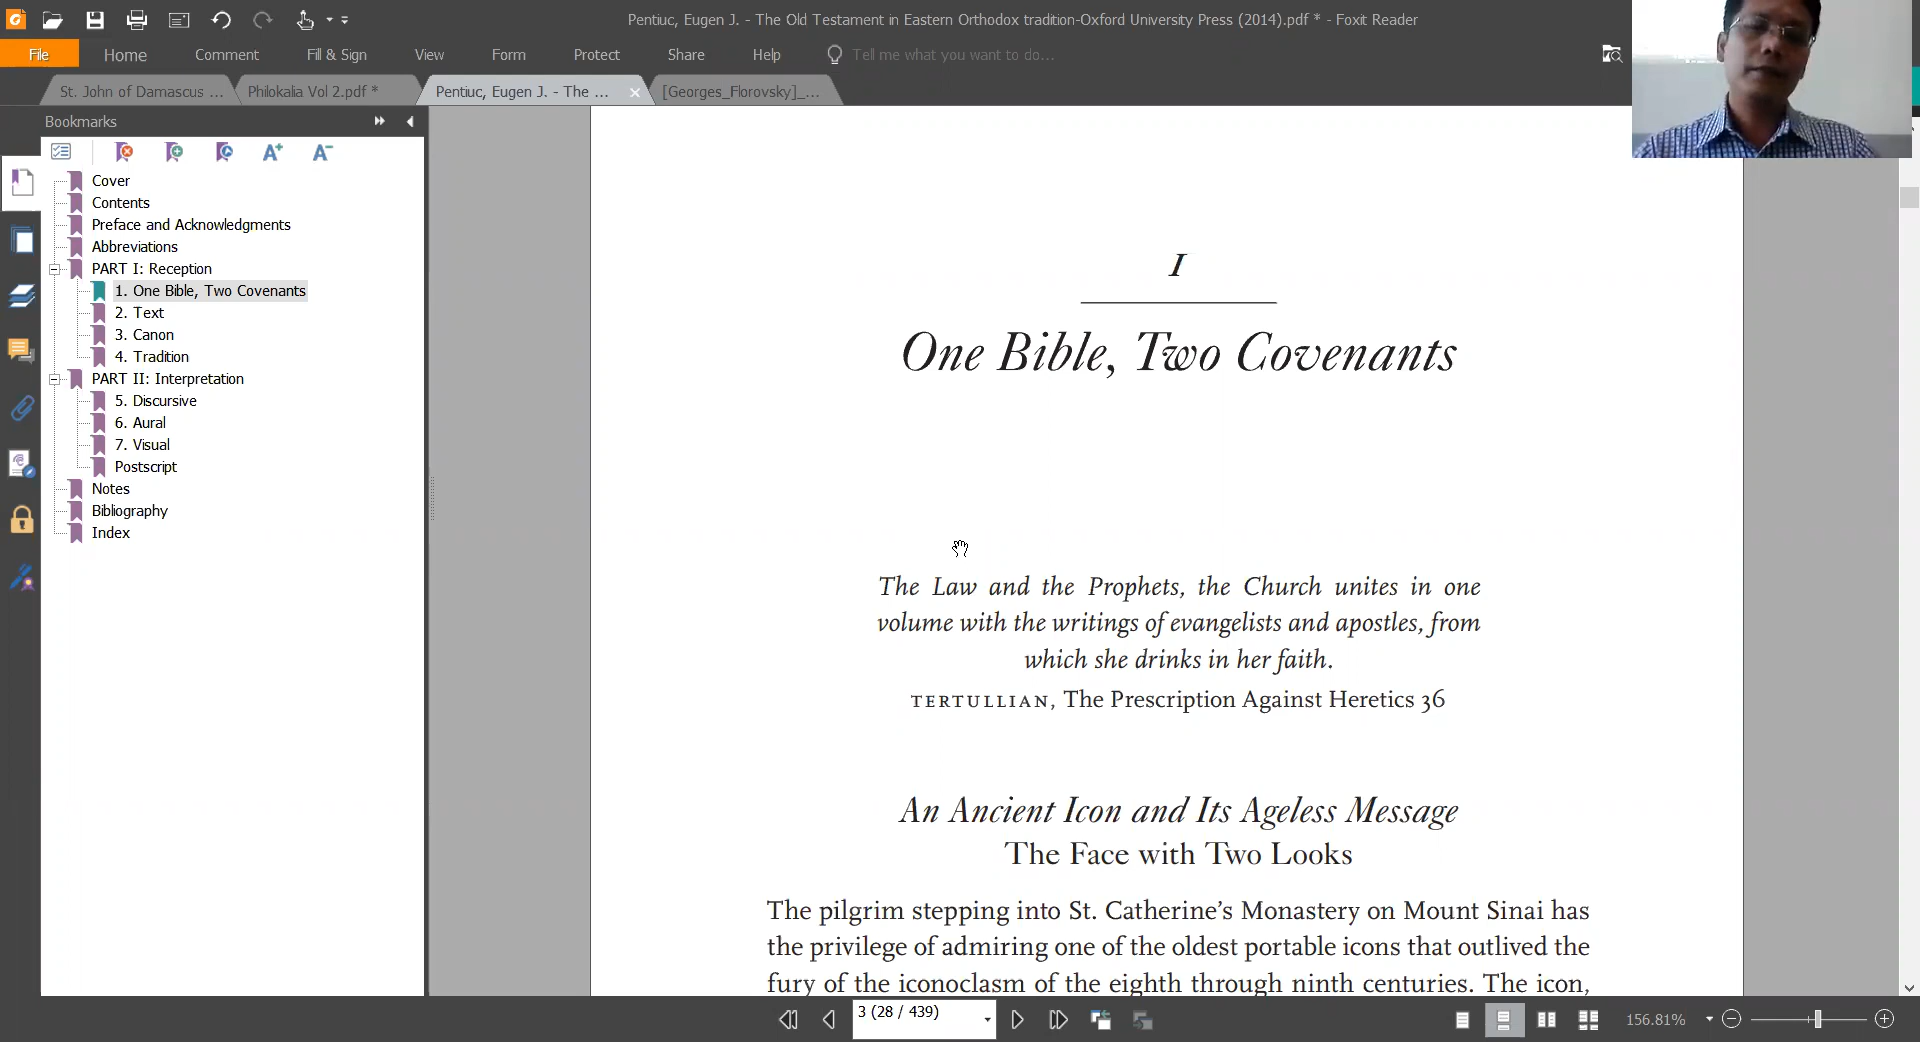 Pentiuc, Eugen J. - The Old Testament in Eastern Orthodox tradition-Oxford University Press (2014).pdf * - Foxit Reader
File Home Comment Fill & Sign View Form Protect Share Help Tell me what you want to do...
St. John of Damascus ... Philokalia Vol 2.pdf * Pentiuc, Eugen J. - The ... [Georges_Florovsky]_...
Bookmarks
Cover
Contents
Preface and Acknowledgments
Abbreviations
PART I: Reception
1. One Bible, Two Covenants
2. Text
3. Canon
4. Tradition
PART II: Interpretation
5. Discursive
6. Aural
7. Visual
Postscript
Notes
Bibliography
Index
I
One Bible, Two Covenants
The Law and the Prophets, the Church unites in one
volume with the writings of evangelists and apostles, from
which she drinks in her faith.
TERTULLIAN, The Prescription Against Heretics 36
An Ancient Icon and Its Ageless Message
The Face with Two Looks
The pilgrim stepping into St. Catherine's Monastery on Mount Sinai has
the privilege of admiring one of the oldest portable icons that outlived the
fury of the iconoclasm of the eighth through ninth centuries. The icon,
3 (28 / 439)
156.81%